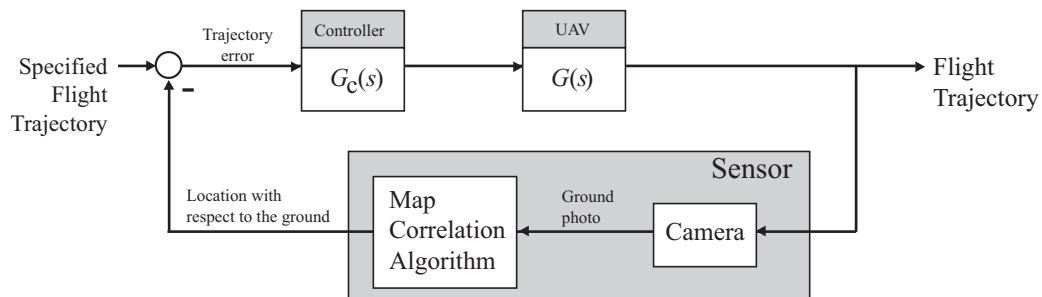 Specified
Flight
Trajectory
Trajectory
error
Controller
Gc(s)
UAV
G(s)
Flight
Trajectory
-
Sensor
Location with
respect to the ground
Map
Correlation
Algorithm
Ground
photo
Camera